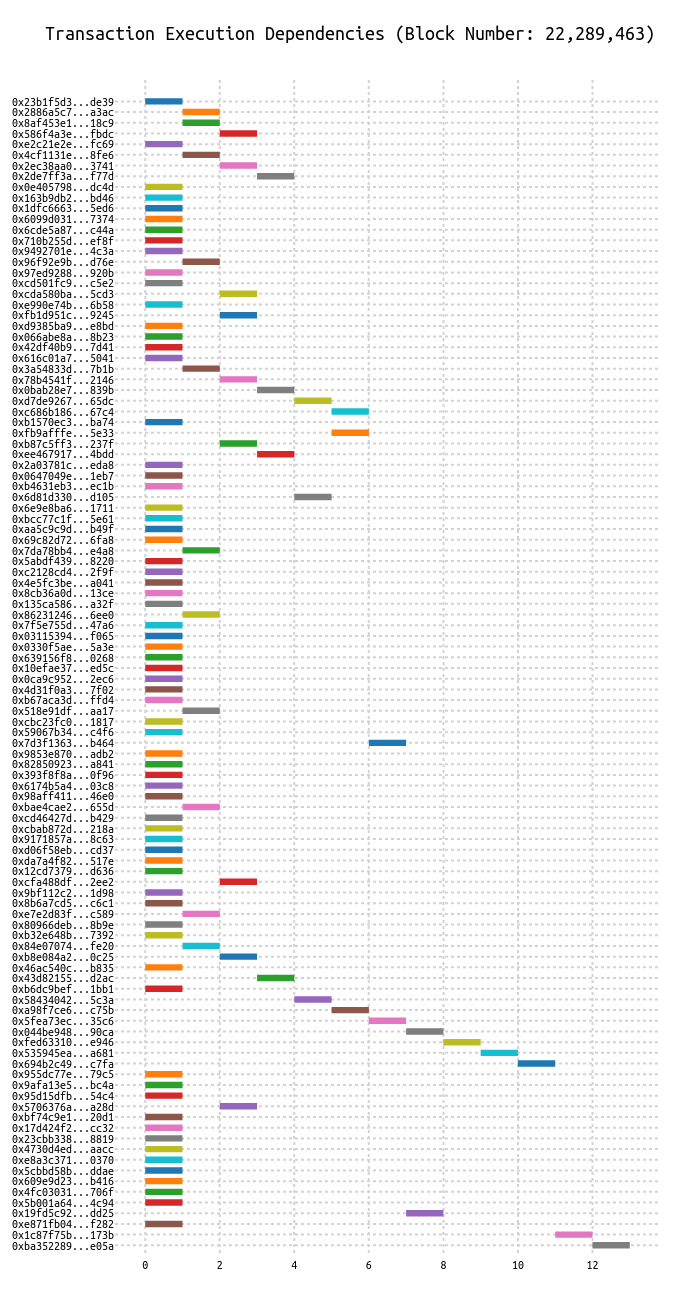 Transaction Execution Dependencies (Block Number: 22,289,463)
0x23b1f5d3...de39
0x2886a5c7...a3ac
0x8af453e1...18c9
0x586f4a3e...fbdc
0xe2c21e2e...fc69
0x4cf1131e...8fe6
0x2ec38aa0...3741
0x2de7ff3a...f77d
0x0e405798...dc4d
0x163b9db2...bd46
0x1dfc6663...5ed6
0x6099d031...7374
0x6cde5a87...c44a
0x710b255d...ef8f
0x9492701e...4c3a
0x96f92e9b...d76e
0x97ed9288...920b
0xcd501fc9...c5e2
0xcda580ba...5cd3
0xe990e74b...6b58
0xfb1d951c...9245
0xd9385ba9...e8bd
0x066abe8a...8b23
0x42df40b9...7d41
0x616c01a7...5041
0x3a54833d...7b1b
0x78b4541f...2146
0x0bab28e7...839b
0xd7de9267...65dc
0xc686b186...67c4
0xb1570ec3...ba74
0xfb9afffe...5e33
0xb87c5ff3...237f
0xee467917...4bdd
0x2a03781c...eda8
0x0647049e...1eb7
0xb4631eb3...ec1b
0x6d81d330...d105
0x6e9e8ba6...1711
0xbcc77c1f...5e61
0xaa5c9c9d...b49f
0x69c82d72...6fa8
0x7da78bb4...e4a8
0x5abdf439...8220
0xc2128cd4...2f9f
0x4e5fc3be...a041
0x8cb36a0d...13ce
0x135ca586...a32f
0x86231246...6ee0
0x7f5e755d...47a6
0x03115394...f065
0x0330f5ae...5a3e
0x639156f8...0268
0x10efae37...ed5c
0x0ca9c952...2ec6
0x4d31f0a3...7f02
0xb67aca3d...ffd4
0x518e91df...aa17
0xcbc23fc0...1817
0x59067b34...c4f6
0x7d3f1363...b464
0x9853e870...adb2
0x82850923...a841
0x393f8f8a...0f96
0x6174b5a4...03c8
0x98aff411...46e0
0xbae4cae2...655d
0xcd46427d...b429
0xcbab872d...218a
0x9171857a...8c63
0xd06f58eb...cd37
0xda7a4f82...517e
0x12cd7379...d636
0xcfa488df...2ee2
0x9bf112c2...1d98
0x8b6a7cd5...c6c1
0xe7e2d83f...c589
0x80966deb...8b9e
0xb32e648b...7392
0x84e07074...fe20
0xb8e084a2...0c25
0x46ac540c...b835
0x43d82155...d2ac
0xb6dc9bef...1bb1
0x58434042...5c3a
0xa98f7ce6...c75b
0x5fea73ec...35c6
0x044be948...90ca
0xfed63310...e946
0x535945ea...a681
0x694b2c49...c7fa
0x955dc77e...79c5
0x9afa13e5...bc4a
0x95d15dfb...54c4
0x5706376a...a28d
0xbf74c9e1...20d1
0x17d424f2...cc32
0x23cbb338...8819
0x4730d4ed...aacc
0xe8a3c371...0370
0x5cbbd58b...ddae
0x609e9d23...b416
0x4fc03031...706f
0x5b001a64...4c94
0x19fd5c92...dd25
0xe871fb04...f282
0x1c87f75b...173b
0xba352289...e05a
0 2 4 6 8 10 12